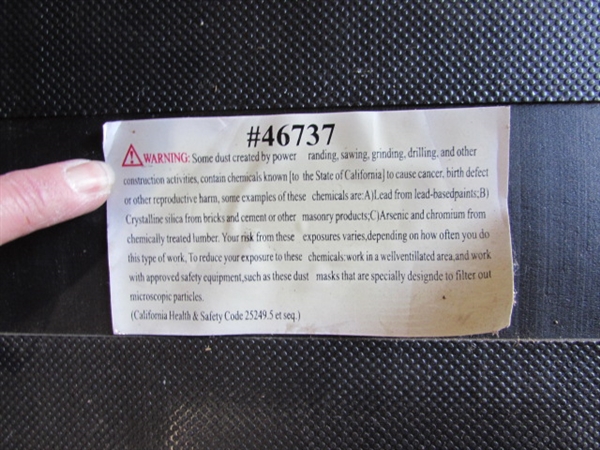 #46737
WARNING: Some dust created by power randing, sawing, grinding, drilling, and other
construction activities, contain chemicals known [to the State of California] to cause cancer, birth defect
or other reproductive harm, some examples of these chemicals are:A)Lead from lead-basedpaints;B)
Crystalline silica from bricks and cement or other masonry products;C)Arsenic and chromium from
chemically treated lumber. Your risk from these exposures varies,depending on how often you do
this type of work, To reduce your exposure to these chemicals:work in a wellventillated area,and work
with approved safety equipment,such as these dust masks that are specially designde to filter out
microscopic particles.
(California Health & Safety Code 25249.5 et seq.)